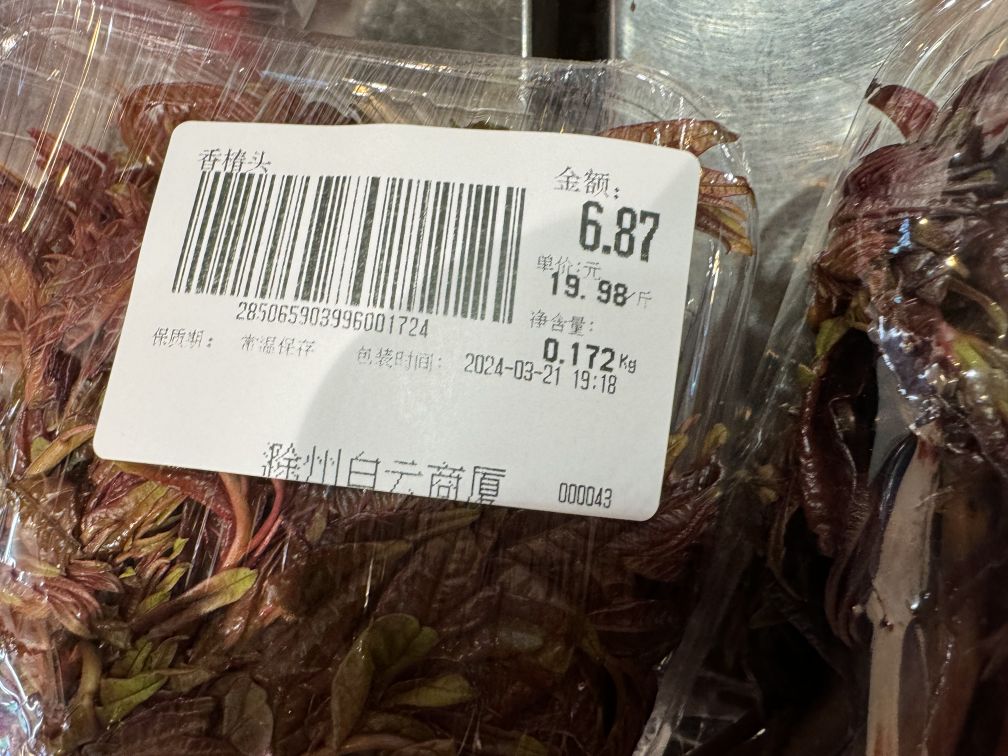 香椿头
金额:
6.87
单价:元
19.98/斤
285065903996001724
净含量:
0.172Kg
保质期: 常温保存 包装时间: 2024-03-21 19:18
滁州白云商厦
000043